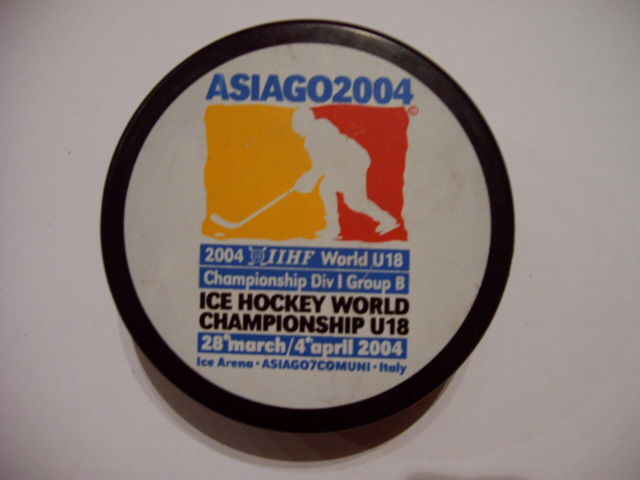 ASIAGO2004
©
2004 IIHF World U18
Championship Div I Group B
ICE HOCKEY WORLD
CHAMPIONSHIP U18
28th march/4th april 2004
Ice Arena · ASIAGO7COMUNI · Italy